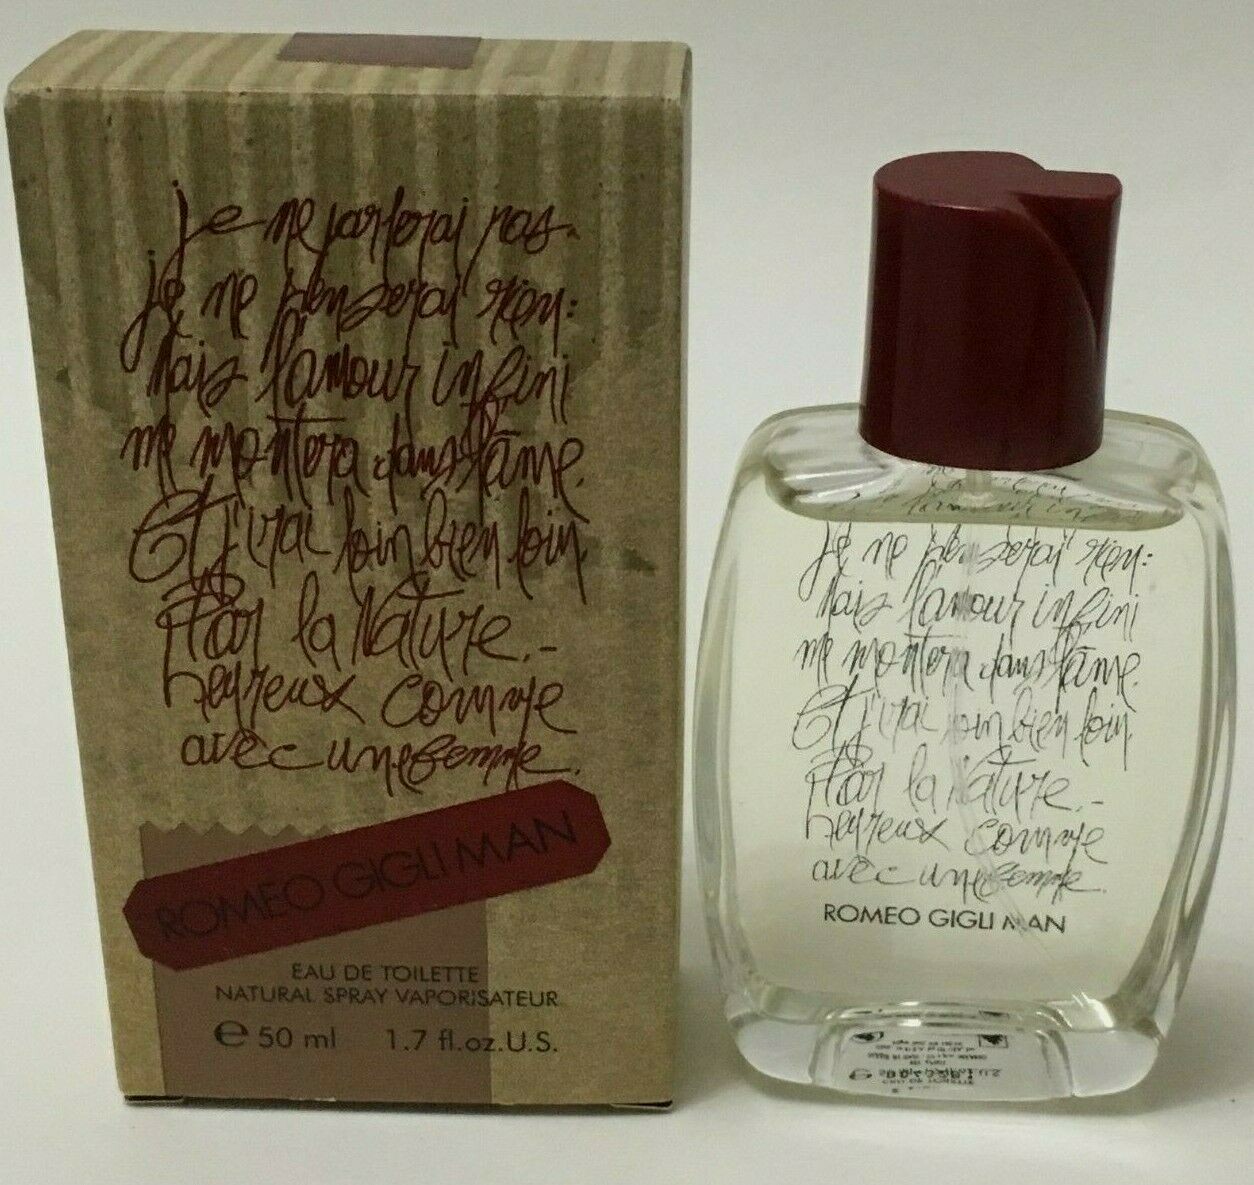 je ne parlerai pas.
je ne penserai rien:
Mais l'amour infini
me montera dans l'âme.
Et j'irai loin bien loin
Par la Nature.-
heureux comme
avec une femme.
ROMEO GIGLI MAN
EAU DE TOILETTE
NATURAL SPRAY VAPORISATEUR
e 50 ml 1.7 fl.oz.U.S.
je ne penserai rien:
Mais l'amour infini
me montera dans l'âme.
Et j'irai loin bien loin
Par la Nature.-
heureux comme
avec une femme.
ROMEO GIGLI MAN
EAU DE TOILETTE